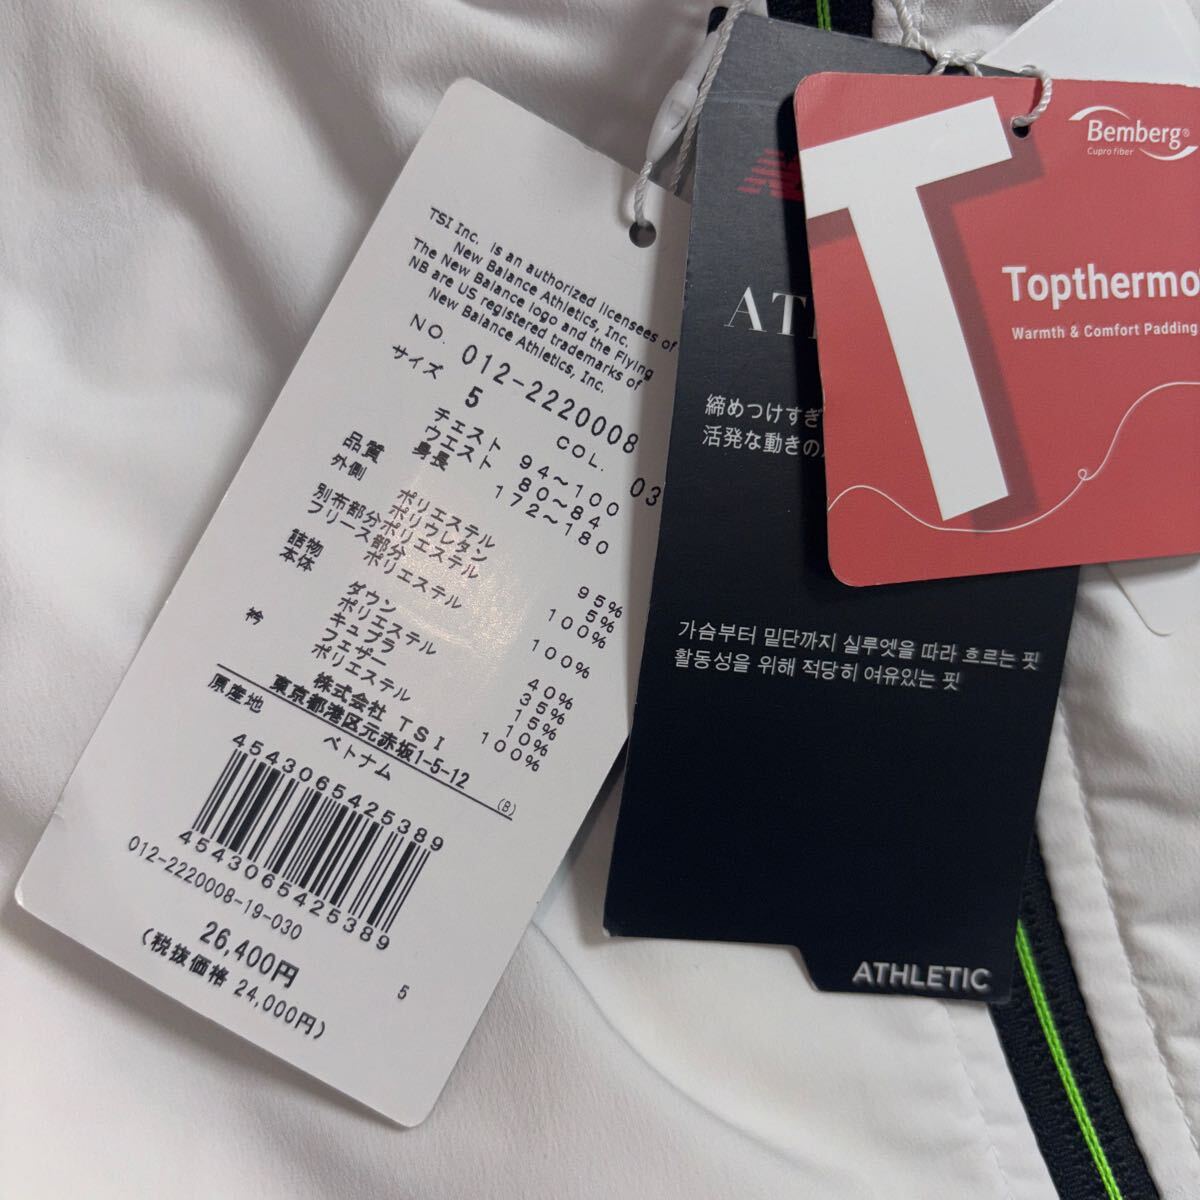 TSI Inc. is an authorized licensees of
New Balance Athletics, Inc.
The New Balance logo and the Flying
NB are US registered trademarks of
New Balance Athletics, Inc.
NO. 012-2220008
サイズ 5 COL. 03
チェスト 94～100
ウエスト 80～84
身長 172～180
品質
外側 ポリエステル 95%
ポリウレタン 5%
別布部分 ポリエステル 100%
フリース部分
ポリエステル 100%
詰物
本体 ダウン 40%
ポリエステル 35%
キュプラ 15%
フェザー 10%
衿 ポリエステル 100%
株式会社 TSI
東京都港区元赤坂1-5-12
原産地 ベトナム (B)
4543065425389
4543065425389
012-2220008-19-030
26,400円
(税抜価格 24,000円) 5
締めつけすぎ
活発な動きの
가슴부터 밑단까지 실루엣을 따라 흐르는 핏
활동성을 위해 적당히 여유있는 핏
ATHLETIC
Bemberg®
Cupro fiber
T
Topthermo
Warmth & Comfort Padding